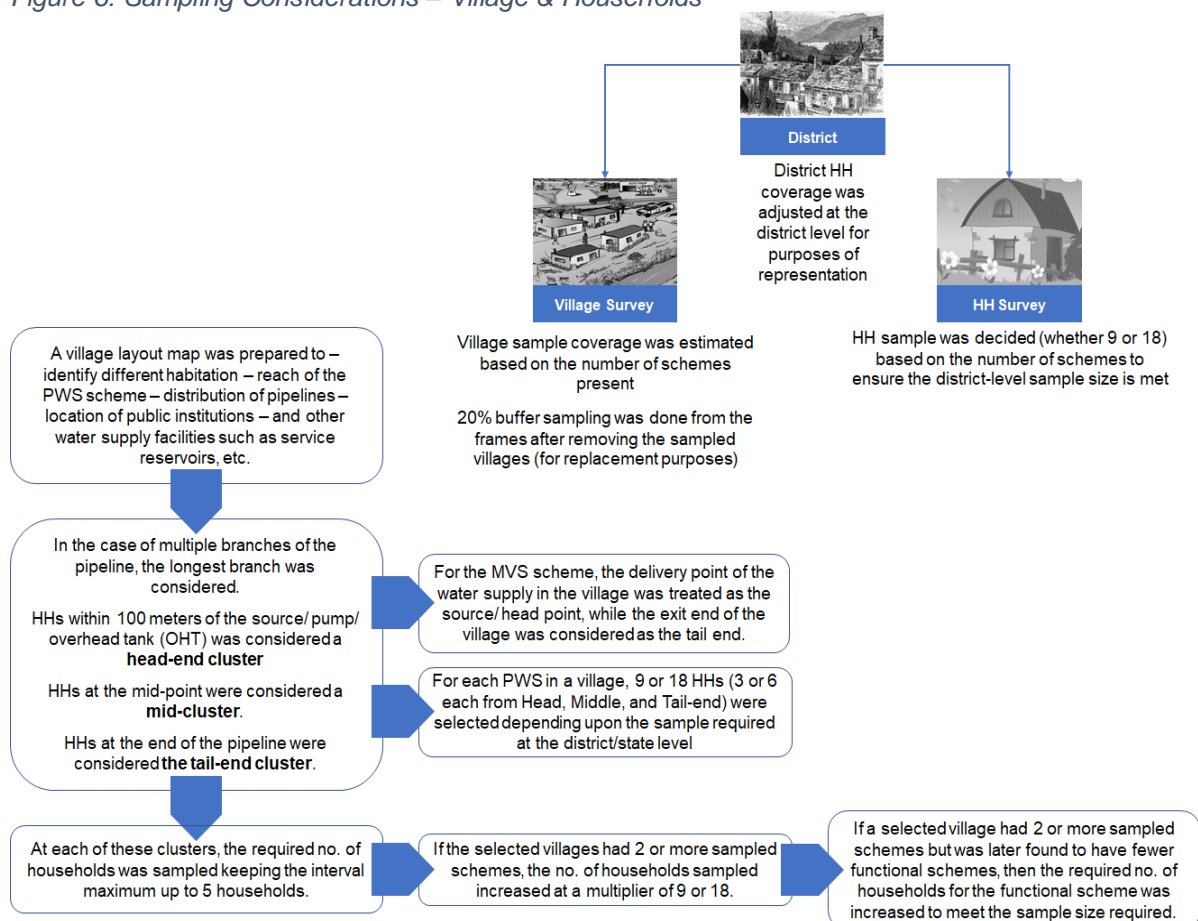 Figure 6: Sampling Considerations – Village & Households
District
District HH
coverage was
adjusted at the
district level for
purposes of
representation
Village Survey
Village sample coverage was estimated
based on the number of schemes
present
20% buffer sampling was done from the
frames after removing the sampled
villages (for replacement purposes)
HH Survey
HH sample was decided (whether 9 or 18)
based on the number of schemes to
ensure the district-level sample size is met
A village layout map was prepared to –
identify different habitation – reach of the
PWS scheme – distribution of pipelines –
location of public institutions – and other
water supply facilities such as service
reservoirs, etc.
In the case of multiple branches of the
pipeline, the longest branch was
considered.
HHs within 100 meters of the source/ pump/
overhead tank (OHT) was considered a
head-end cluster
HHs at the mid-point were considered a
mid-cluster.
HHs at the end of the pipeline were
considered the tail-end cluster.
For the MVS scheme, the delivery point of the
water supply in the village was treated as the
source/ head point, while the exit end of the
village was considered as the tail end.
For each PWS in a village, 9 or 18 HHs (3 or 6
each from Head, Middle, and Tail-end) were
selected depending upon the sample required
at the district/state level
At each of these clusters, the required no. of
households was sampled keeping the interval
maximum up to 5 households.
If the selected villages had 2 or more sampled
schemes, the no. of households sampled
increased at a multiplier of 9 or 18.
If a selected village had 2 or more sampled
schemes but was later found to have fewer
functional schemes, then the required no. of
households for the functional scheme was
increased to meet the sample size required.